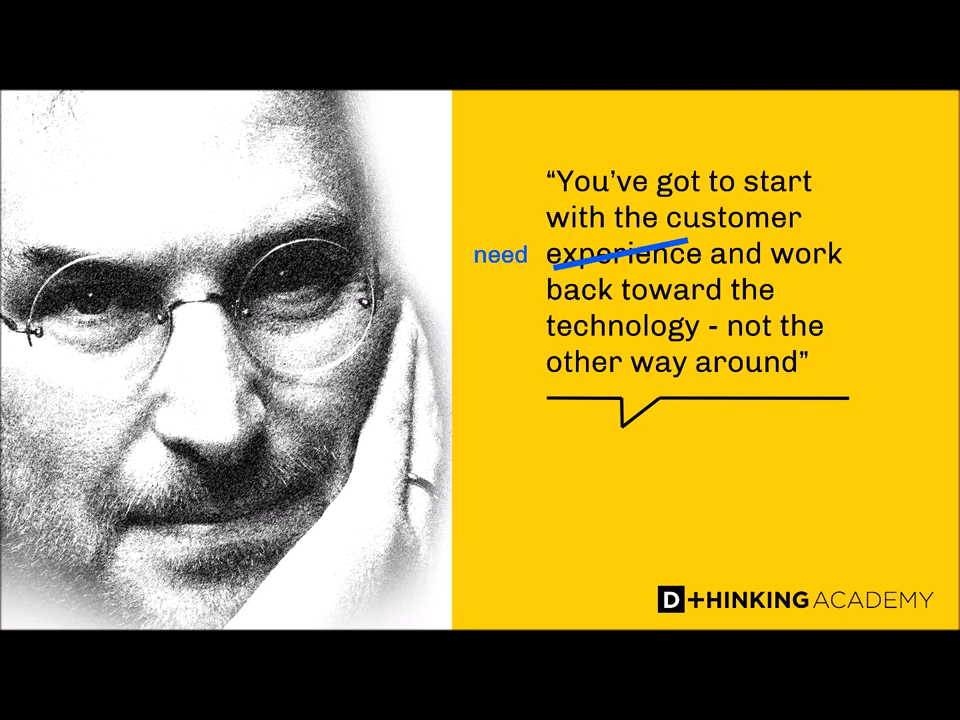 “You’ve got to start
with the customer
need experience and work
back toward the
technology - not the
other way around”
D+HINKING ACADEMY